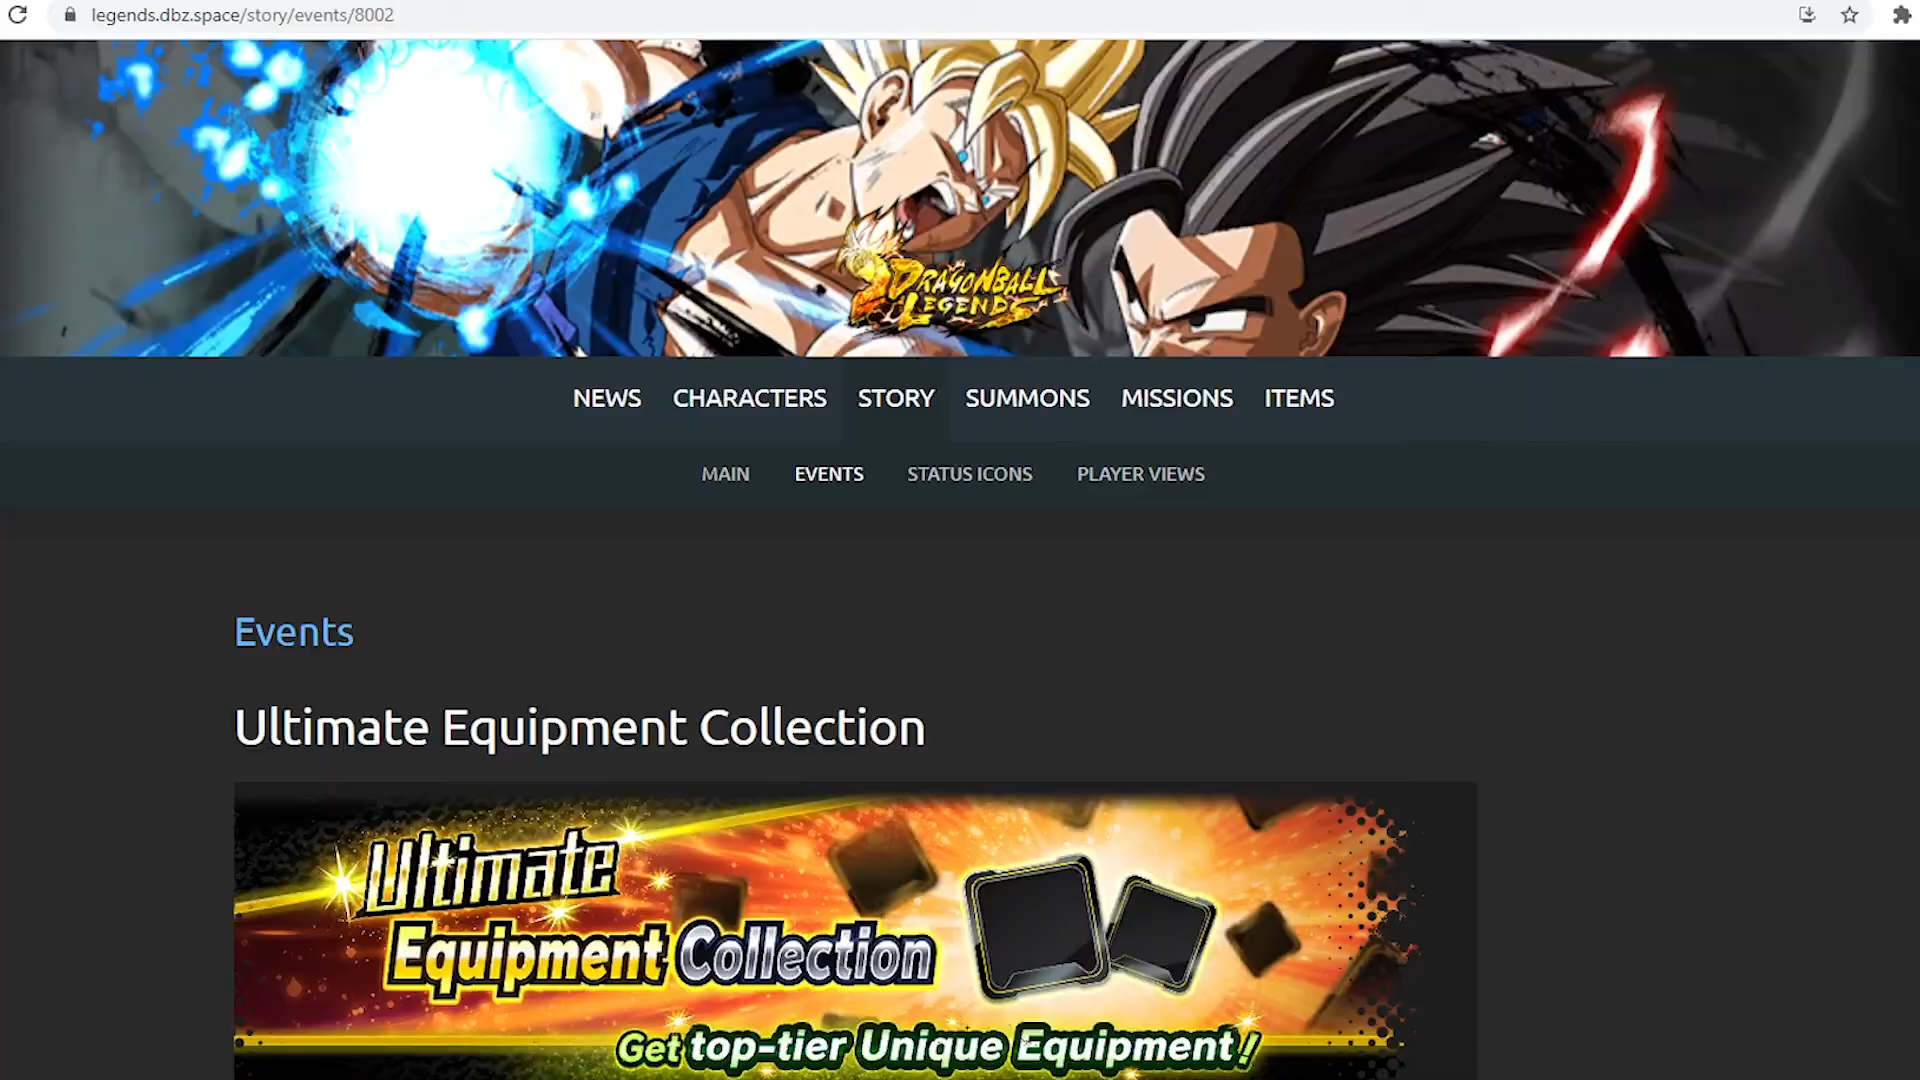 legends.dbz.space/story/events/8002
DRAGONBALL
LEGENDS
NEWS CHARACTERS STORY SUMMONS MISSIONS ITEMS
MAIN EVENTS STATUS ICONS PLAYER VIEWS
Events
Ultimate Equipment Collection
Ultimate
Equipment Collection
Get top-tier Unique Equipment!